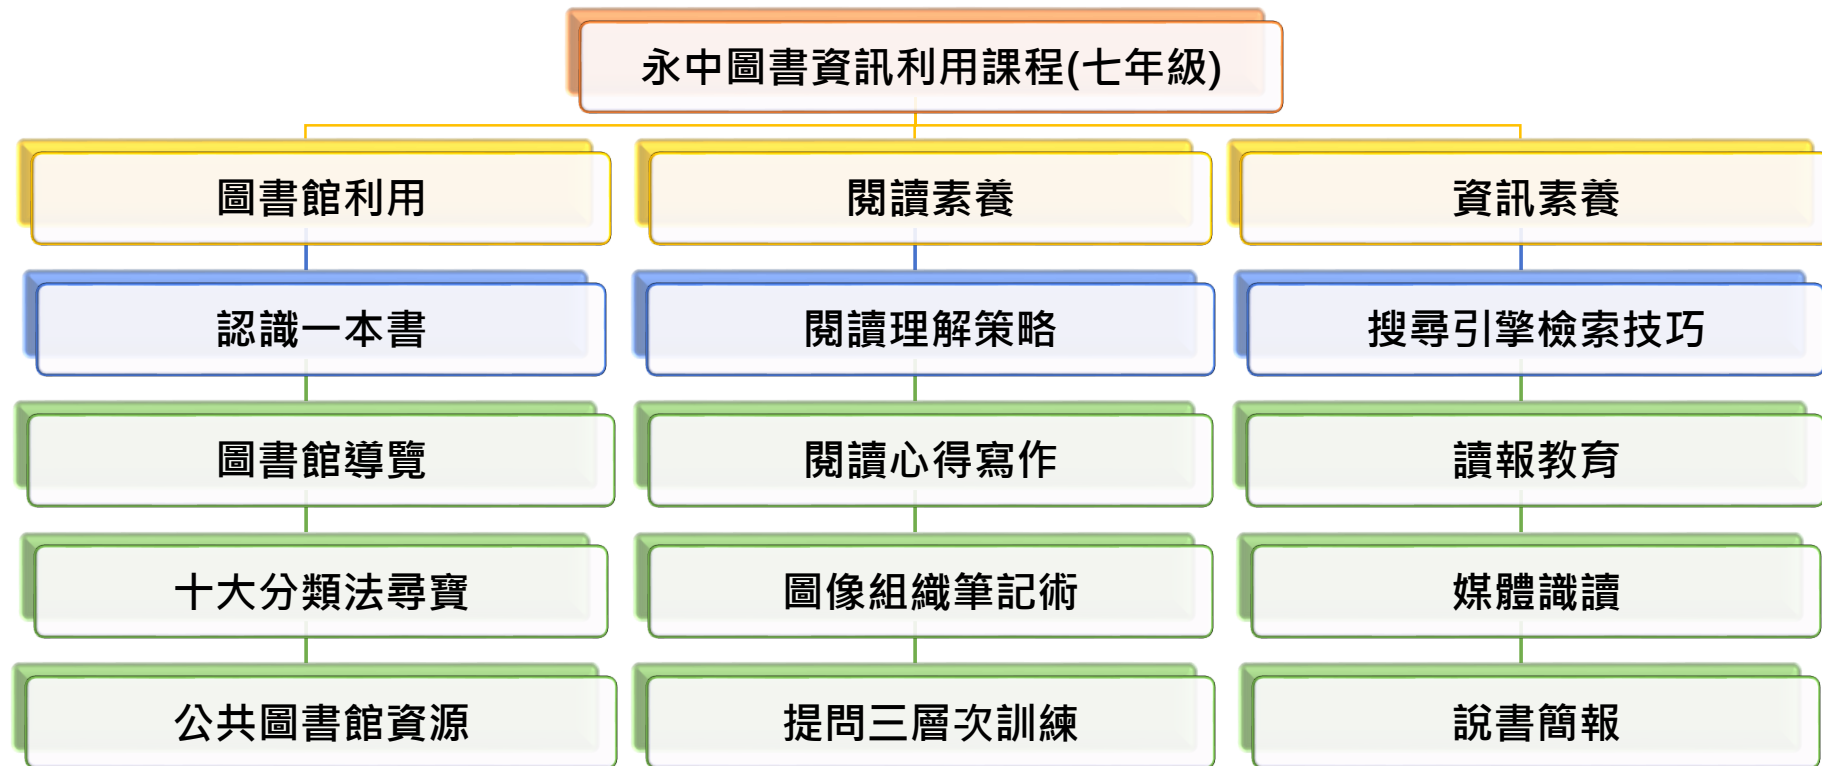 永中圖書資訊利用課程(七年級)
圖書館利用
閱讀素養
資訊素養
認識一本書
閱讀理解策略
搜尋引擎檢索技巧
圖書館導覽
閱讀心得寫作
讀報教育
十大分類法尋寶
圖像組織筆記術
媒體識讀
公共圖書館資源
提問三層次訓練
說書簡報